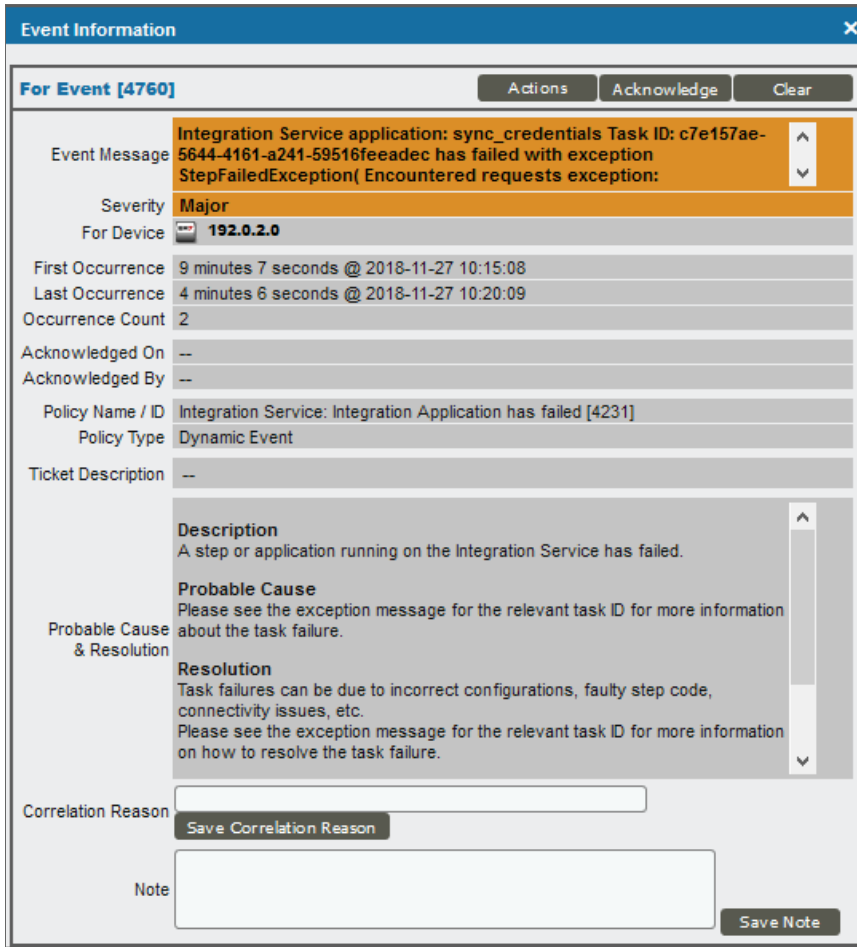 Event Information
For Event [4760]
Actions
Acknowledge
Clear
Event Message
Integration Service application: sync_credentials Task ID: c7e157ae-
5644-4161-a241-59516feeadec has failed with exception
StepFailedException( Encountered requests exception:
Severity Major
For Device 192.0.2.0
First Occurrence 9 minutes 7 seconds @ 2018-11-27 10:15:08
Last Occurrence 4 minutes 6 seconds @ 2018-11-27 10:20:09
Occurrence Count 2
Acknowledged On --
Acknowledged By --
Policy Name / ID Integration Service: Integration Application has failed [4231]
Policy Type Dynamic Event
Ticket Description --
Probable Cause
& Resolution
Description
A step or application running on the Integration Service has failed.
Probable Cause
Please see the exception message for the relevant task ID for more information
about the task failure.
Resolution
Task failures can be due to incorrect configurations, faulty step code,
connectivity issues, etc.
Please see the exception message for the relevant task ID for more information
on how to resolve the task failure.
Correlation Reason
Save Correlation Reason
Note
Save Note